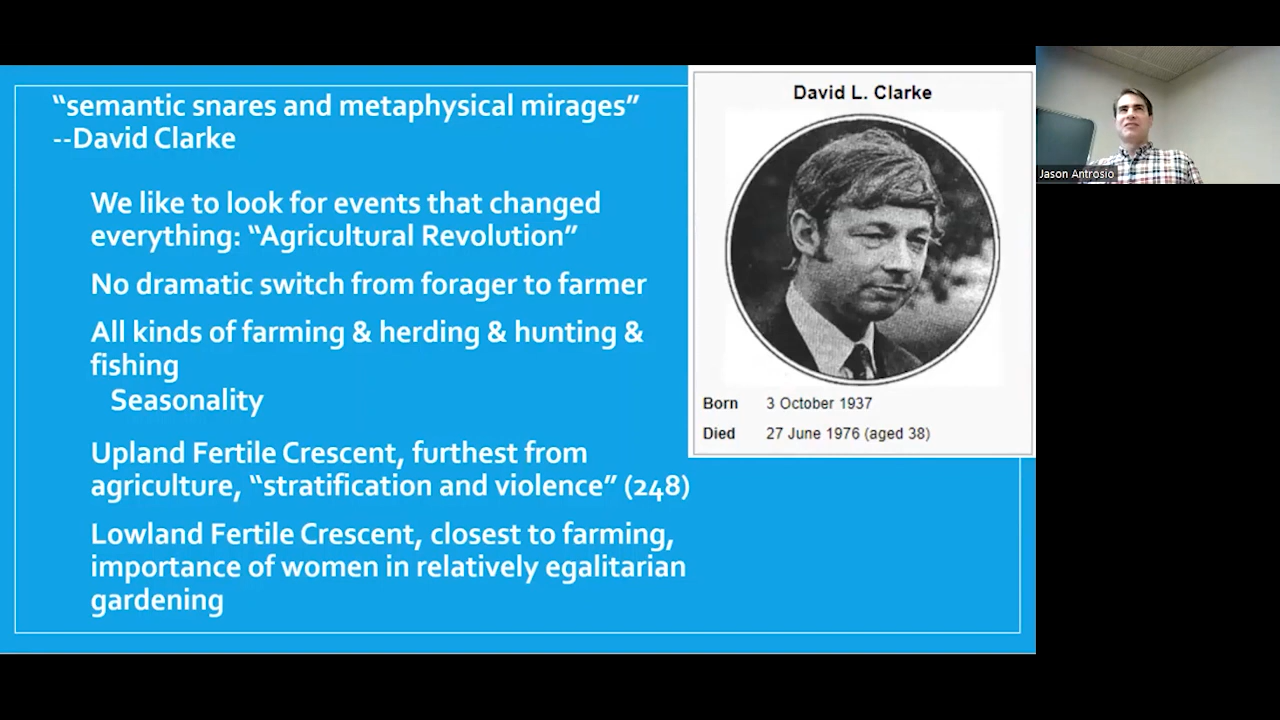 “semantic snares and metaphysical mirages”
--David Clarke
We like to look for events that changed
everything: “Agricultural Revolution”
No dramatic switch from forager to farmer
All kinds of farming & herding & hunting &
fishing
Seasonality
Upland Fertile Crescent, furthest from
agriculture, “stratification and violence” (248)
Lowland Fertile Crescent, closest to farming,
importance of women in relatively egalitarian
gardening
David L. Clarke
Born 3 October 1937
Died 27 June 1976 (aged 38)
Jason Antrosio